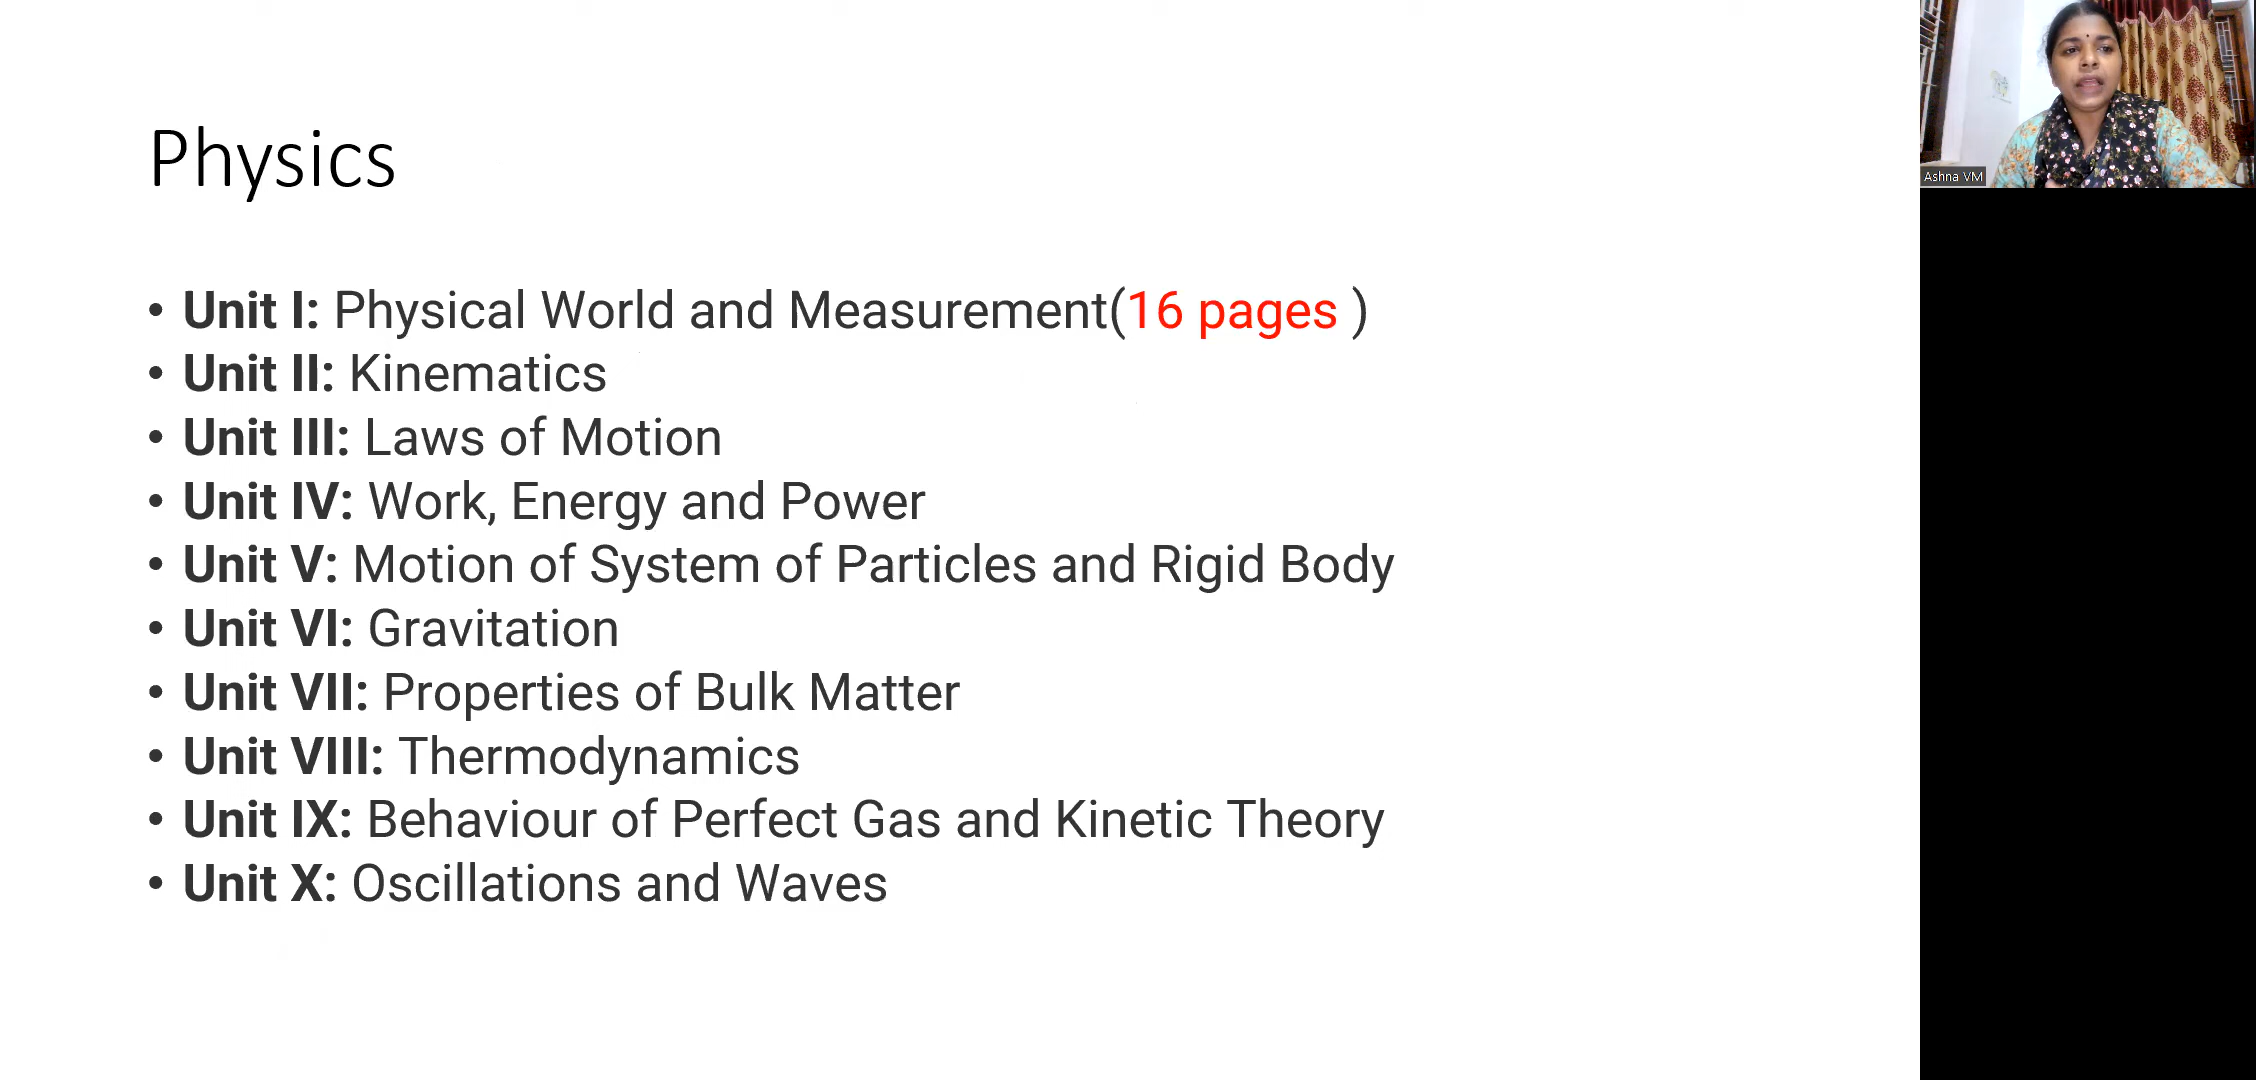 Physics
• Unit I: Physical World and Measurement(16 pages )
• Unit II: Kinematics
• Unit III: Laws of Motion
• Unit IV: Work, Energy and Power
• Unit V: Motion of System of Particles and Rigid Body
• Unit VI: Gravitation
• Unit VII: Properties of Bulk Matter
• Unit VIII: Thermodynamics
• Unit IX: Behaviour of Perfect Gas and Kinetic Theory
• Unit X: Oscillations and Waves
Ashna VM